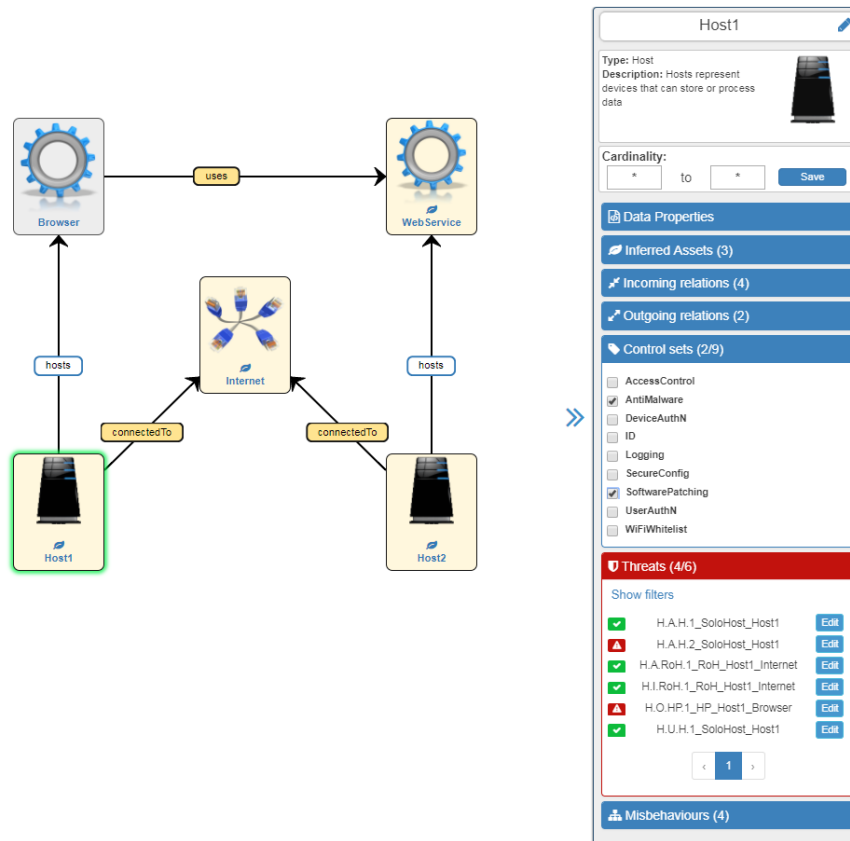 Browser
uses
WebService
Internet
hosts
hosts
connectedTo
connectedTo
Host1
Host2
Host1
Type: Host
Description: Hosts represent
devices that can store or process
data
Cardinality:
* to * Save
Data Properties
Inferred Assets (3)
Incoming relations (4)
Outgoing relations (2)
Control sets (2/9)
AccessControl
AntiMalware
DeviceAuthN
ID
Logging
SecureConfig
SoftwarePatching
UserAuthN
WiFiWhitelist
Threats (4/6)
Show filters
H.A.H.1_SoloHost_Host1 Edit
H.A.H.2_SoloHost_Host1 Edit
H.A.RoH.1_RoH_Host1_Internet Edit
H.I.RoH.1_RoH_Host1_Internet Edit
H.O.HP.1_HP_Host1_Browser Edit
H.U.H.1_SoloHost_Host1 Edit
‹ 1 ›
Misbehaviours (4)